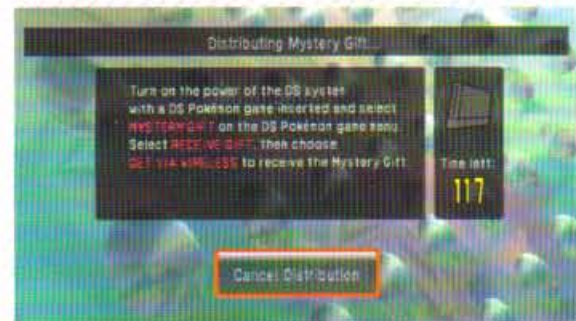 Distributing Mystery Gift...
Turn on the power of the DS system
with a DS Pokémon game inserted and select
MYSTERY GIFT on the DS Pokémon game menu.
Select RECEIVE GIFT, then choose
GET VIA WIRELESS to receive the Mystery Gift.
Time left:
117
Cancel Distribution